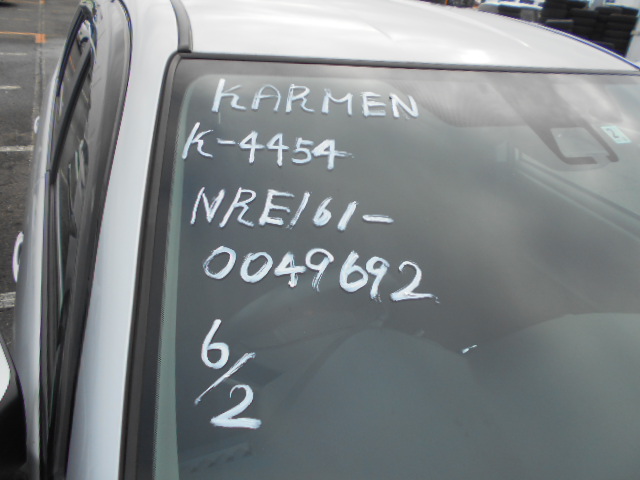 KARMEN
K-4454
NRE161-
0049692
6/2